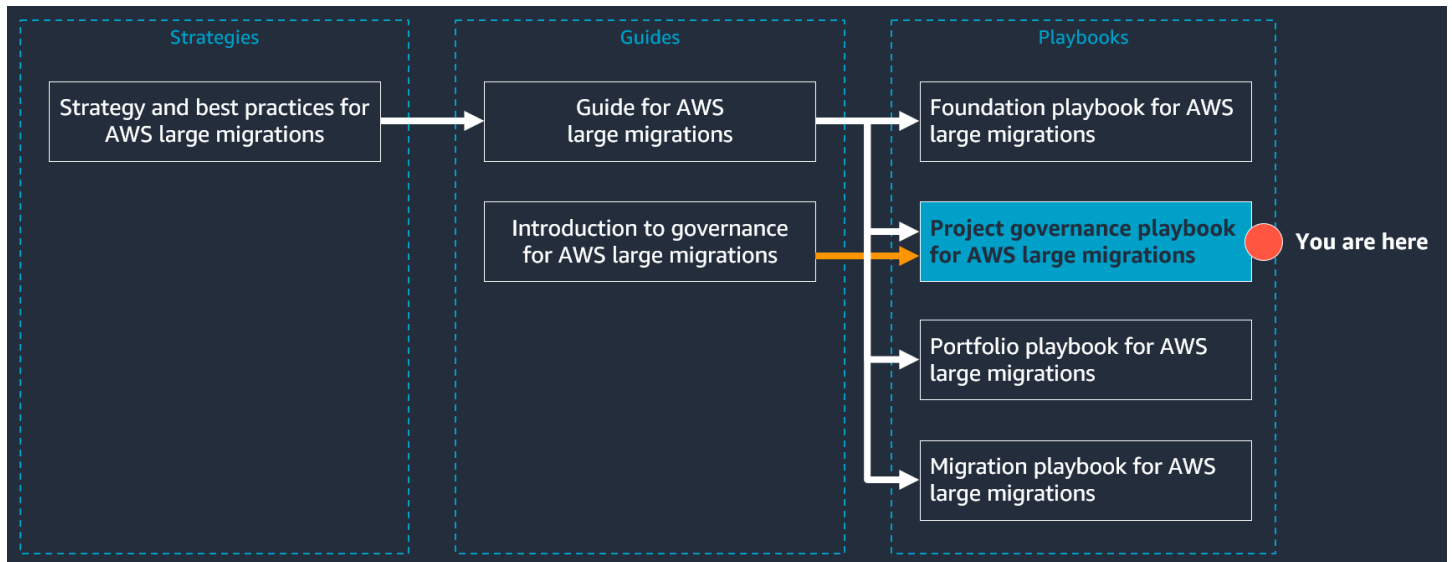 Strategies
Strategy and best practices for
AWS large migrations
Guides
Guide for AWS
large migrations
Introduction to governance
for AWS large migrations
Playbooks
Foundation playbook for AWS
large migrations
Project governance playbook
for AWS large migrations
You are here
Portfolio playbook for AWS
large migrations
Migration playbook for AWS
large migrations